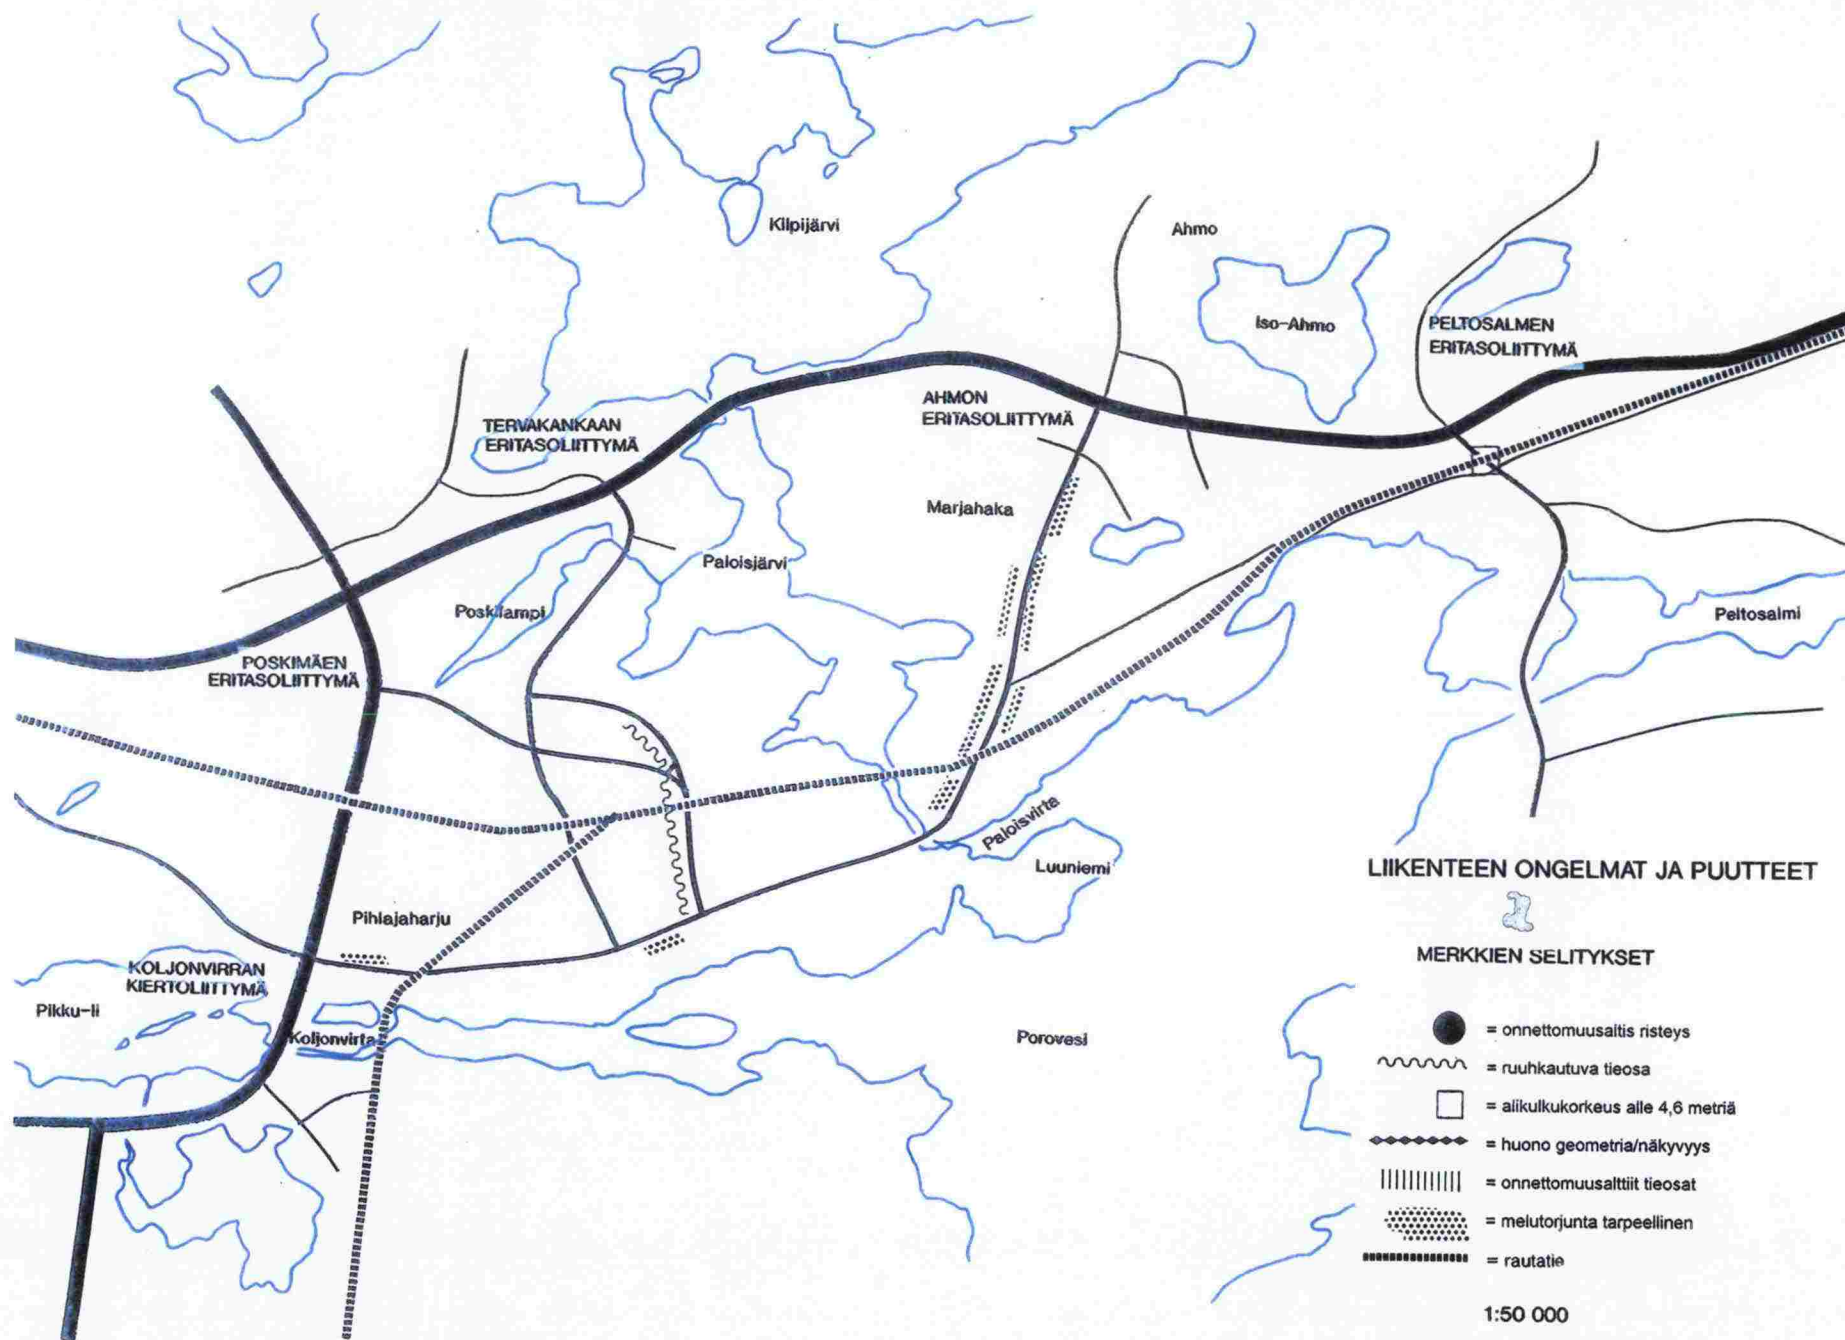 Kilpijärvi
Ahmo
Iso-Ahmo
PELTOSALMEN
ERITASOLIITTYMÄ
AHMON
ERITASOLIITTYMÄ
TERVAKANKAAN
ERITASOLIITTYMÄ
Marjahaka
Paloisjärvi
Poskilampi
Peltosalmi
POSKIMÄEN
ERITASOLIITTYMÄ
Paloisvirta
Luuniemi
Pihlajaharju
KOLJONVIRRAN
KIERTOLIITTYMÄ
Pikku-Ii
Koljonvirta
Porovesi
LIIKENTEEN ONGELMAT JA PUUTTEET
MERKKIEN SELITYKSET
= onnettomuusaltis risteys
= ruuhkautuva tieosa
= alikulkukorkeus alle 4,6 metriä
= huono geometria/näkyvyys
= onnettomuusalttiit tieosat
= melutorjunta tarpeellinen
= rautatie
1:50 000